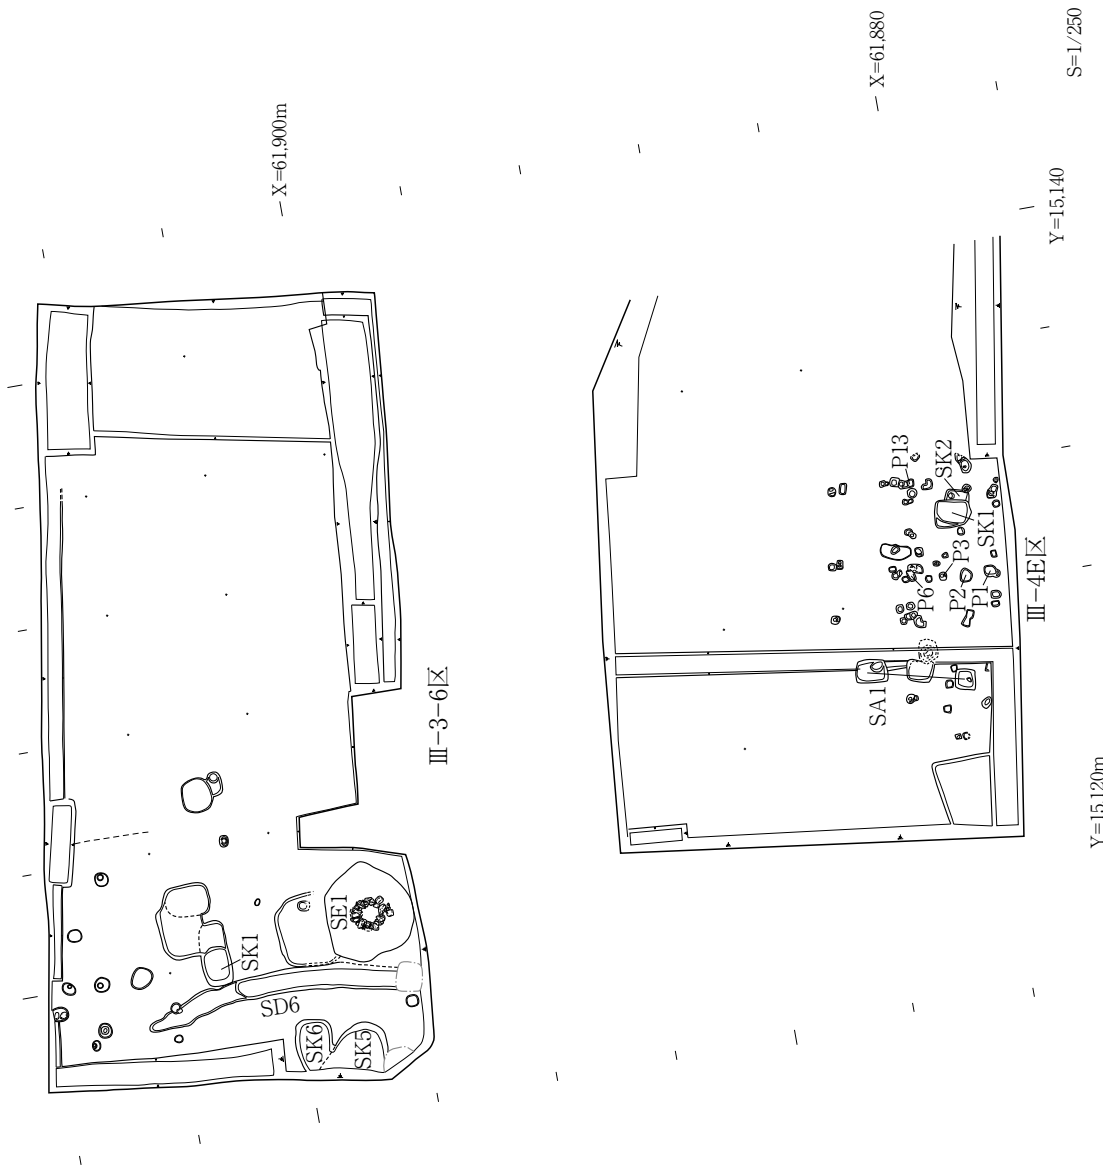 X=61,900m
X=61,880
S=1/250
Y=15,140
Y=15,120m
Ⅲ-3-6区
SE1
SK1
SD6
SK6
SK5
Ⅲ-4E区
P13
SK2
SK1
P3
P6
P2
P1
SA1